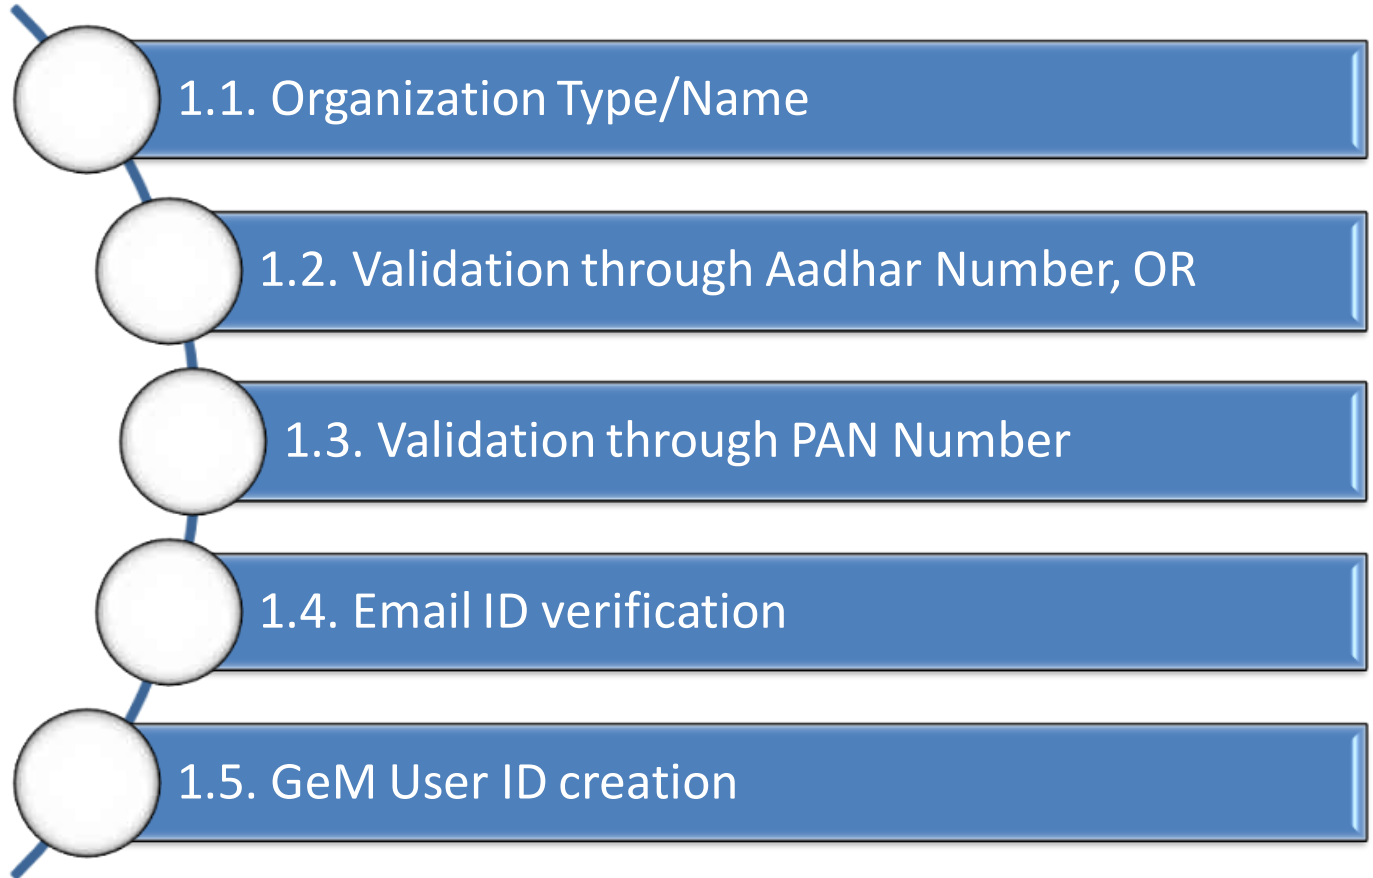 1.1. Organization Type/Name
1.2. Validation through Aadhar Number, OR
1.3. Validation through PAN Number
1.4. Email ID verification
1.5. GeM User ID creation